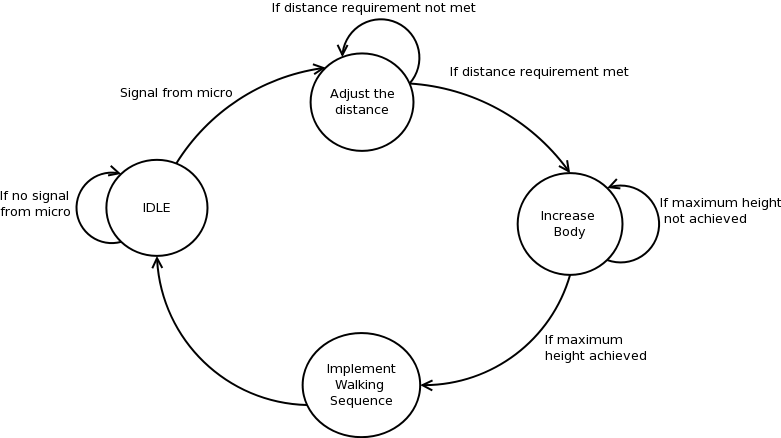 If distance requirement not met
If distance requirement met
Signal from micro
Adjust the
distance
If no signal
from micro
IDLE
Increase
Body
If maximum height
not achieved
If maximum
height achieved
Implement
Walking
Sequence